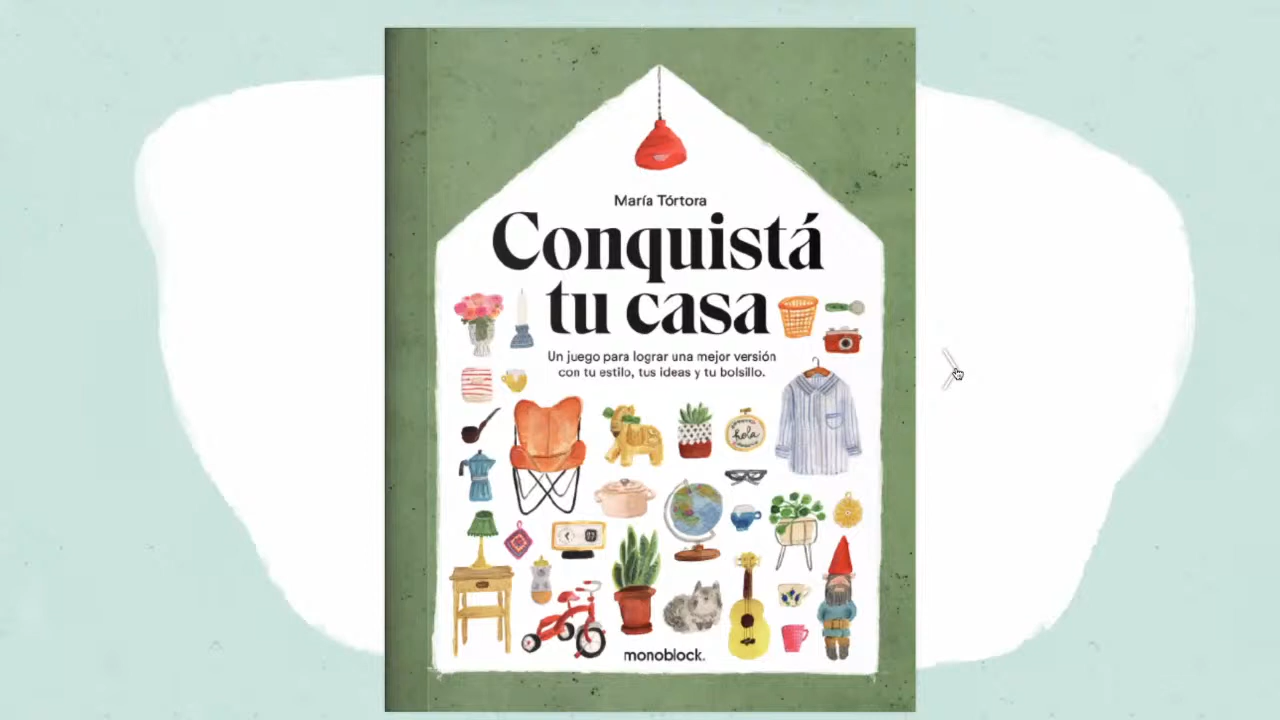 María Tórtora
Conquistá
tu casa
Un juego para lograr una mejor versión
con tu estilo, tus ideas y tu bolsillo.
hola
monoblock.